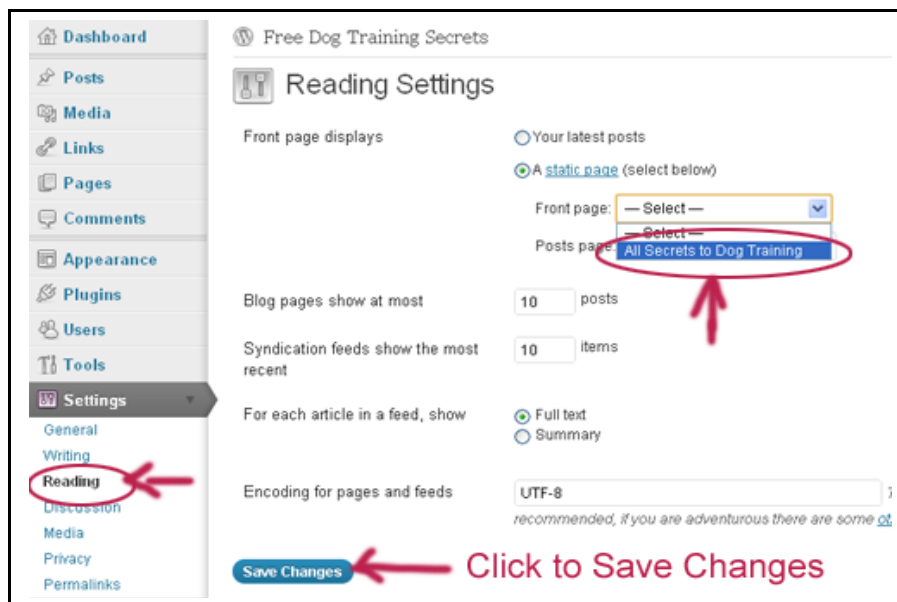 Dashboard
Posts
Media
Links
Pages
Comments
Appearance
Plugins
Users
Tools
Settings
General
Writing
Reading
Discussion
Media
Privacy
Permalinks
Free Dog Training Secrets
Reading Settings
Front page displays
Your latest posts
A static page (select below)
Front page: — Select —
— Select —
All Secrets to Dog Training
Posts page
Blog pages show at most 10 posts
Syndication feeds show the most
recent
10 items
For each article in a feed, show
Full text
Summary
Encoding for pages and feeds UTF-8
recommended, if you are adventurous there are some
Save Changes
Click to Save Changes